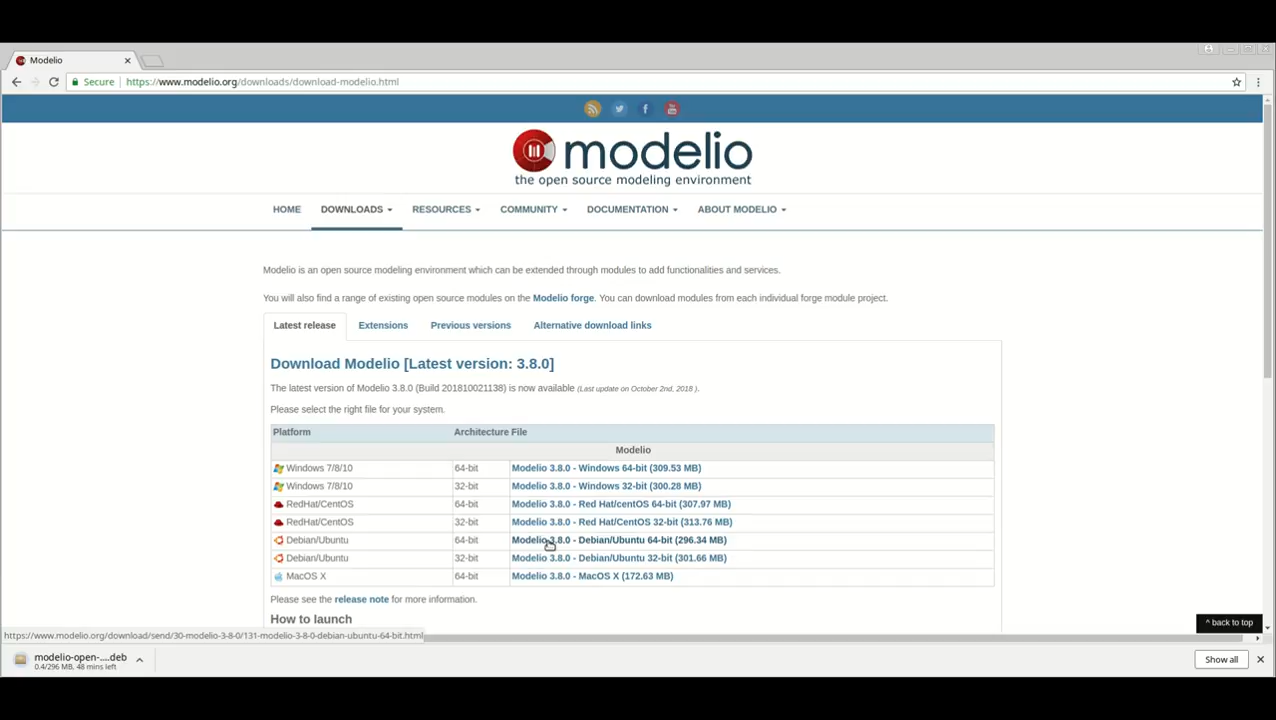 Modelio
Secure https://www.modelio.org/downloads/download-modelio.html
modelio
the open source modeling environment
HOME DOWNLOADS RESOURCES COMMUNITY DOCUMENTATION ABOUT MODELIO
Modelio is an open source modeling environment which can be extended through modules to add functionalities and services.
You will also find a range of existing open source modules on the Modelio forge. You can download modules from each individual forge module project.
Latest release Extensions Previous versions Alternative download links
Download Modelio [Latest version: 3.8.0]
The latest version of Modelio 3.8.0 (Build 201810021138) is now available (Last update on October 2nd, 2018 ).
Please select the right file for your system.
Platform Architecture File
Modelio
Windows 7/8/10 64-bit Modelio 3.8.0 - Windows 64-bit (309.53 MB)
Windows 7/8/10 32-bit Modelio 3.8.0 - Windows 32-bit (300.28 MB)
RedHat/CentOS 64-bit Modelio 3.8.0 - Red Hat/centOS 64-bit (307.97 MB)
RedHat/CentOS 32-bit Modelio 3.8.0 - Red Hat/CentOS 32-bit (313.76 MB)
Debian/Ubuntu 64-bit Modelio 3.8.0 - Debian/Ubuntu 64-bit (296.34 MB)
Debian/Ubuntu 32-bit Modelio 3.8.0 - Debian/Ubuntu 32-bit (301.66 MB)
MacOS X 64-bit Modelio 3.8.0 - MacOS X (172.63 MB)
Please see the release note for more information.
How to launch
^ back to top
https://www.modelio.org/download/send/30-modelio-3-8-0/131-modelio-3-8-0-debian-ubuntu-64-bit.html
modelio-open-....deb
0.4/296 MB, 48 mins left
Show all